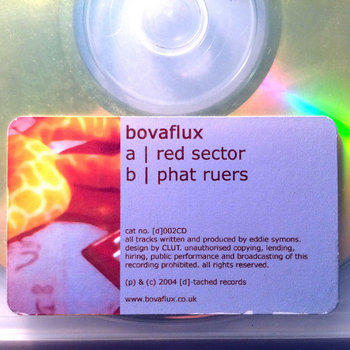 bovaflux
a | red sector
b | phat ruers
cat no. [d]002CD
all tracks written and produced by eddie symons.
design by CLUT. unauthorised copying, lending,
hiring, public performance and broadcasting of this
recording prohibited. all rights reserved.
(p) & (c) 2004 [d]-tached records
www.bovaflux.co.uk